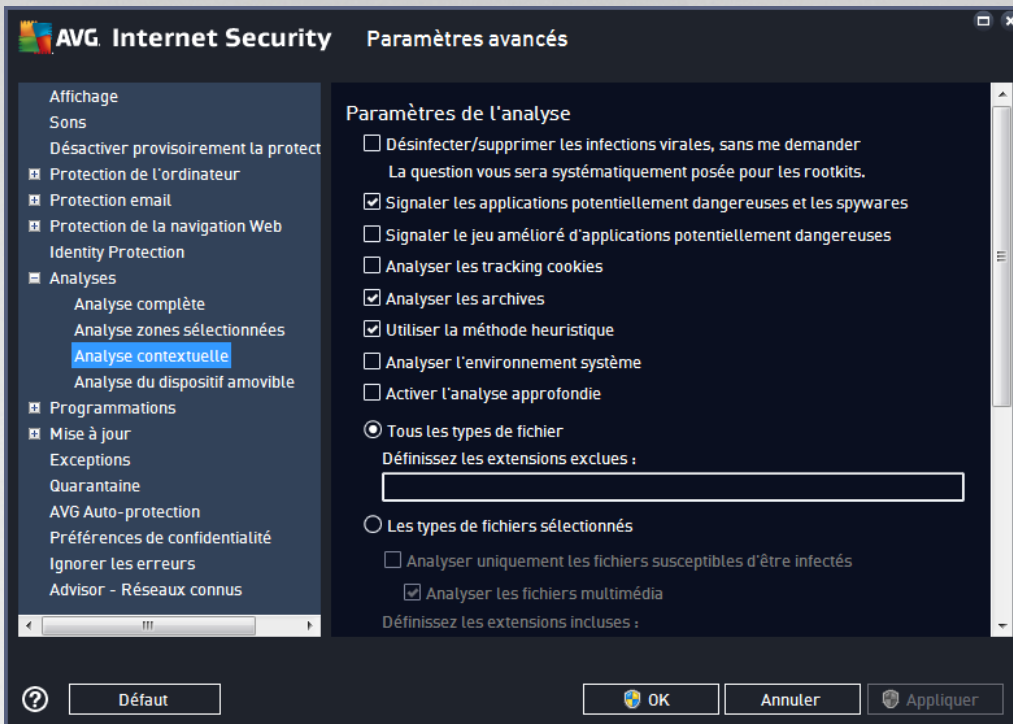 AVG. Internet Security Paramètres avancés
Affichage
Sons
Désactiver provisoirement la protect
Protection de l'ordinateur
Protection email
Protection de la navigation Web
Identity Protection
Analyses
Analyse complète
Analyse zones sélectionnées
Analyse contextuelle
Analyse du dispositif amovible
Programmations
Mise à jour
Exceptions
Quarantaine
AVG Auto-protection
Préférences de confidentialité
Ignorer les erreurs
Advisor - Réseaux connus
Paramètres de l'analyse
Désinfecter/supprimer les infections virales, sans me demander
La question vous sera systématiquement posée pour les rootkits.
Signaler les applications potentiellement dangereuses et les spywares
Signaler le jeu amélioré d'applications potentiellement dangereuses
Analyser les tracking cookies
Analyser les archives
Utiliser la méthode heuristique
Analyser l'environnement système
Activer l'analyse approfondie
Tous les types de fichier
Définissez les extensions exclues :
Les types de fichiers sélectionnés
Analyser uniquement les fichiers susceptibles d'être infectés
Analyser les fichiers multimédia
Définissez les extensions incluses :
? Défaut OK Annuler Appliquer